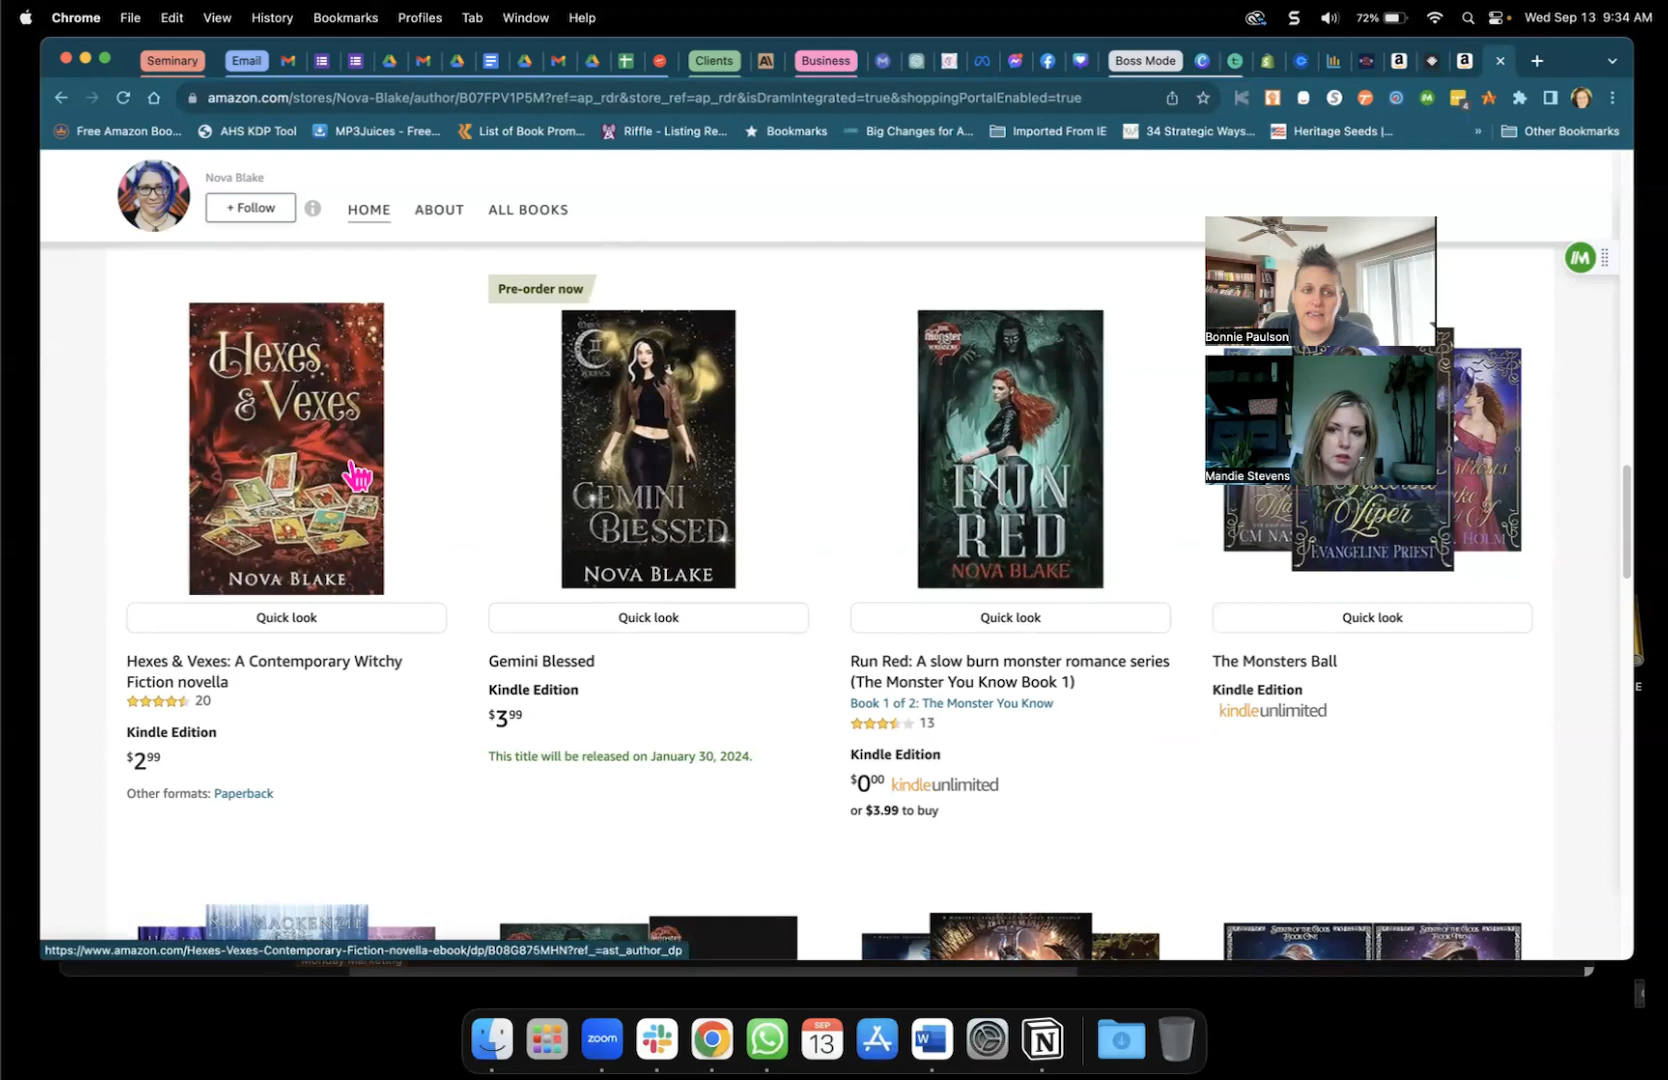 Chrome File Edit View History Bookmarks Profiles Tab Window Help
72% Wed Sep 13 9:34 AM
Seminary Email Clients Business Boss Mode
amazon.com/stores/Nova-Blake/author/B07FPV1P5M?ref=ap_rdr&store_ref=ap_rdr&isDramIntegrated=true&shoppingPortalEnabled=true
Free Amazon Boo... AHS KDP Tool MP3Juices - Free... List of Book Prom... Riffle - Listing Re... Bookmarks Big Changes for A... Imported From IE 34 Strategic Ways... Heritage Seeds |... » Other Bookmarks
Nova Blake
+ Follow
HOME ABOUT ALL BOOKS
Pre-order now
Hexes
& Vexes
NOVA BLAKE
GEMINI
BLESSED
NOVA BLAKE
RUN
RED
NOVA BLAKE
Bonnie Paulson
Mandie Stevens
Viper
CM NA
EVANGELINE PRIEST
HOLM
Quick look
Quick look
Quick look
Quick look
Hexes & Vexes: A Contemporary Witchy
Fiction novella
20
Kindle Edition
$2.99
Other formats: Paperback
Gemini Blessed
Kindle Edition
$3.99
This title will be released on January 30, 2024.
Run Red: A slow burn monster romance series
(The Monster You Know Book 1)
Book 1 of 2: The Monster You Know
13
Kindle Edition
$0.00 kindleunlimited
or $3.99 to buy
The Monsters Ball
Kindle Edition
kindleunlimited
MACKENZIE
https://www.amazon.com/Hexes-Vexes-Contemporary-Fiction-novella-ebook/dp/B08G875MHN?ref_=ast_author_dp
zoom
SEP
13
W
N